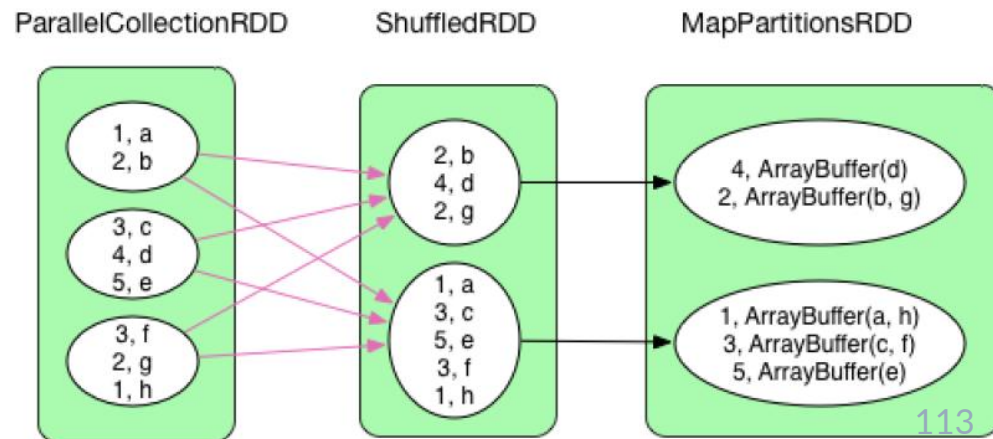 ParallelCollectionRDD
ShuffledRDD
MapPartitionsRDD
1, a
2, b
3, c
4, d
5, e
3, f
2, g
1, h
2, b
4, d
2, g
1, a
3, c
5, e
3, f
1, h
4, ArrayBuffer(d)
2, ArrayBuffer(b, g)
1, ArrayBuffer(a, h)
3, ArrayBuffer(c, f)
5, ArrayBuffer(e)
113